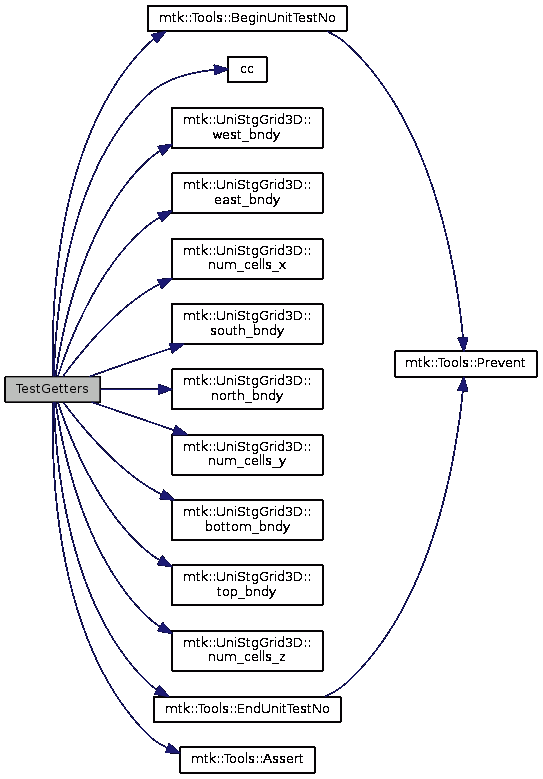 mtk::Tools::BeginUnitTestNo
cc
mtk::UniStgGrid3D::
west_bndy
mtk::UniStgGrid3D::
east_bndy
mtk::UniStgGrid3D::
num_cells_x
mtk::UniStgGrid3D::
south_bndy
mtk::Tools::Prevent
TestGetters
mtk::UniStgGrid3D::
north_bndy
mtk::UniStgGrid3D::
num_cells_y
mtk::UniStgGrid3D::
bottom_bndy
mtk::UniStgGrid3D::
top_bndy
mtk::UniStgGrid3D::
num_cells_z
mtk::Tools::EndUnitTestNo
mtk::Tools::Assert